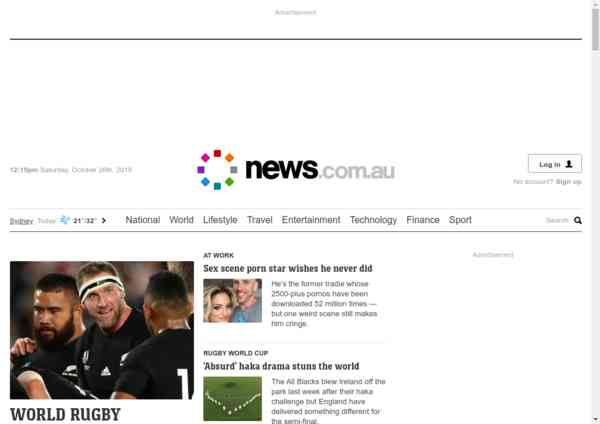 Advertisement
12:15pm Saturday, October 26th, 2019
news.com.au
Log in
No account? Sign up
Sydney Today 21°/32°
National World Lifestyle Travel Entertainment Technology Finance Sport
Search
Advertisement
AT WORK
Sex scene porn star wishes he never did
He's the former tradie whose
2500-plus pornos have been
downloaded 52 million times —
but one weird scene still makes
him cringe.
RUGBY WORLD CUP
'Absurd' haka drama stuns the world
The All Blacks blew Ireland off the
park last week after their haka
challenge but England have
delivered something different for
the semi-final.
1
WORLD RUGBY